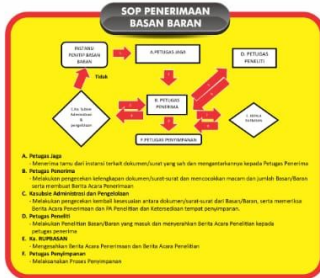 SOP PENERIMAAN
BASAN BARAN
INSTANSI
BASAN
BARAN
A. PETUGAS JAGA
D. PETUGAS
PENELITI
Tidak
B. PETUGAS
PENERIMA
F. PETUGAS PENYIMPANAN
A. Petugas Jaga
- Menerima tamu dari instansi terkait dokumen/surat yang sah dan mengantarkannya kepada Petugas Penerima
B. Petugas Penerima
- Melakukan pengecekan kelengkapan dokumen/surat-surat dan mencocokkan macam dan jumlah Basan/Baran
serta membuat Berita Acara Penerimaan
C. Kasubsie Administrasi dan Pengelolaan
- Melakukan pengecekan kembali kesesuaian antara dokumen/surat-surat dari Basan/Baran, serta memeriksa
Berita Acara Penerimaan dan PA Penelitian dan Ketersediaan tempat penyimpanan.
D. Petugas Peneliti
- Melakukan Penelitian Basan/Baran yang masuk dan menyerahkan Berita Acara Penelitian kepada
petugas penerima
E. Ka. RUPBASAN
- Mengesahkan Berita Acara Penerimaan dan Berita Acara Penelitian
F. Petugas Penyimpanan
- Melaksanakan Proses Penyimpanan